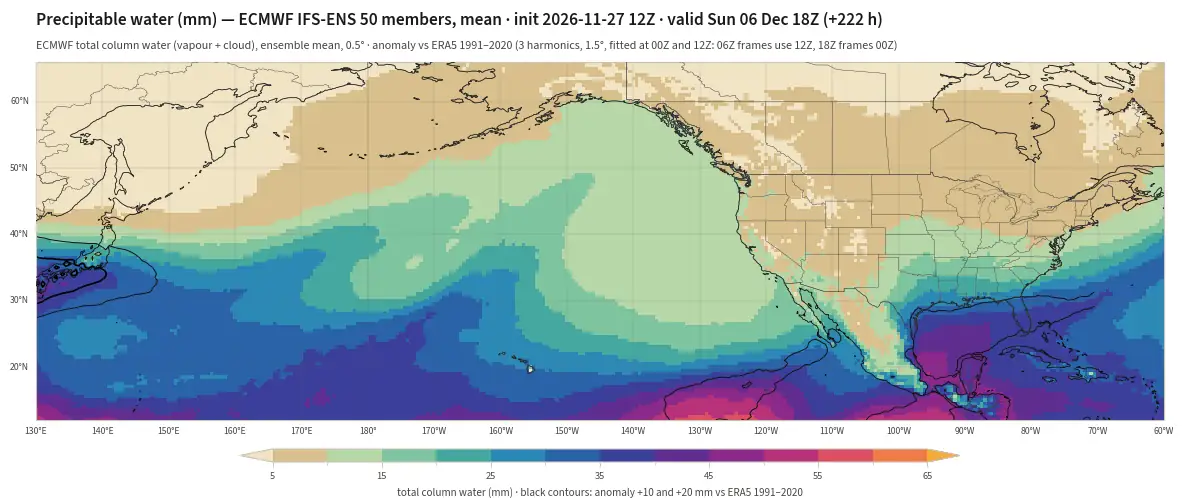 Precipitable water (mm) — ECMWF IFS-ENS 50 members, mean · init 2026-11-27 12Z · valid Sun 06 Dec 18Z (+222 h)
ECMWF total column water (vapour + cloud), ensemble mean, 0.5° · anomaly vs ERA5 1991–2020 (3 harmonics, 1.5°, fitted at 00Z and 12Z: 06Z frames use 12Z, 18Z frames 00Z)
60°N
50°N
40°N
30°N
20°N
130°E 140°E 150°E 160°E 170°E 180° 170°W 160°W 150°W 140°W 130°W 120°W 110°W 100°W 90°W 80°W 70°W 60°W
5 15 25 35 45 55 65
total column water (mm) · black contours: anomaly +10 and +20 mm vs ERA5 1991–2020